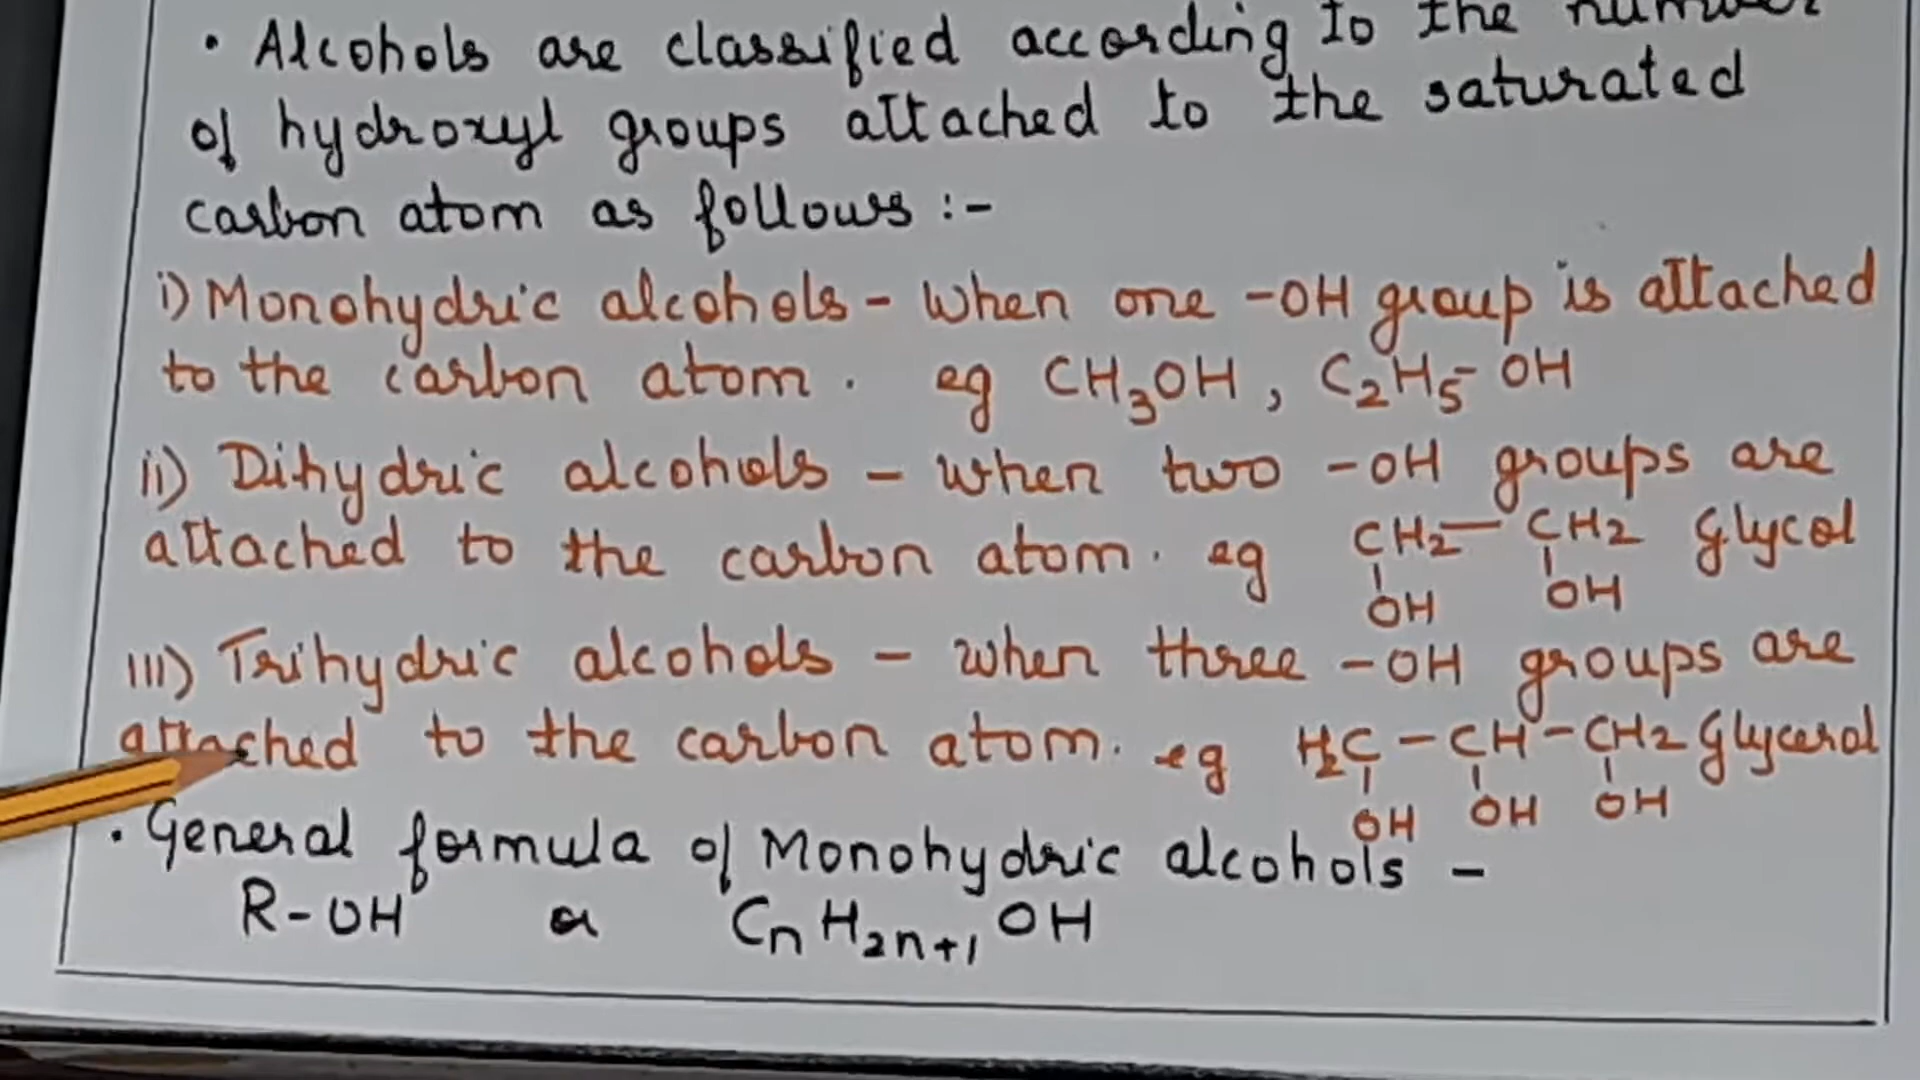 • Alcohols are classified according to the number
of hydroxyl groups attached to the saturated
carbon atom as follows :-
i) Monohydric alcohols - when one -OH group is attached
to the carbon atom. eg CH₃OH, C₂H₅-OH
ii) Dihydric alcohols - when two -OH groups are
attached to the carbon atom. eg CH₂-CH₂ Glycol
OH OH
iii) Trihydric alcohols - when three -OH groups are
attached to the carbon atom. eg H₂C-CH-CH₂ Glycerol
OH OH OH
• General formula of Monohydric alcohols -
R-OH or CₙH₂ₙ₊₁OH